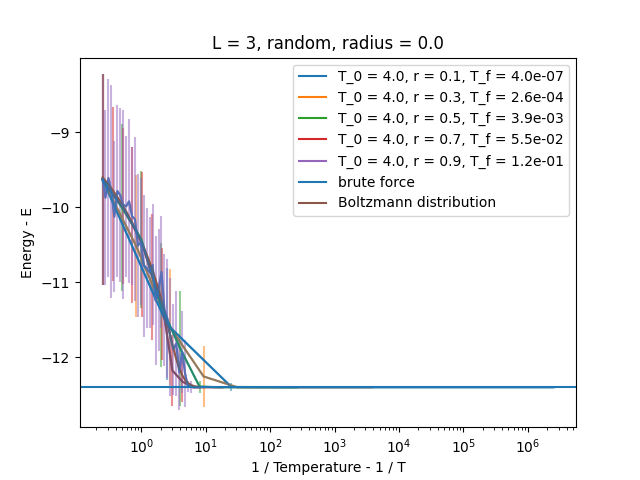 L = 3, random, radius = 0.0
T_0 = 4.0, r = 0.1, T_f = 4.0e-07
T_0 = 4.0, r = 0.3, T_f = 2.6e-04
T_0 = 4.0, r = 0.5, T_f = 3.9e-03
T_0 = 4.0, r = 0.7, T_f = 5.5e-02
T_0 = 4.0, r = 0.9, T_f = 1.2e-01
brute force
Boltzmann distribution
Energy - E
−9
−10
−11
−12
10⁰ 10¹ 10² 10³ 10⁴ 10⁵ 10⁶
1 / Temperature - 1 / T